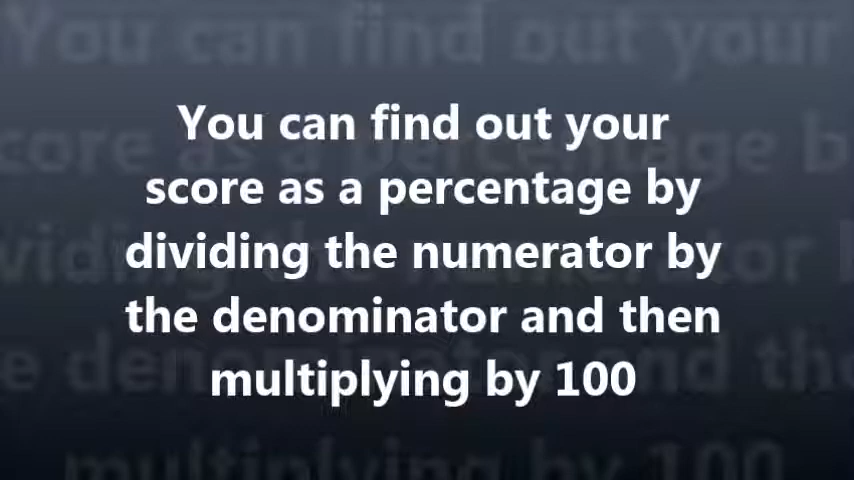 You can find out your
score as a percentage by
dividing the numerator by
the denominator and then
multiplying by 100